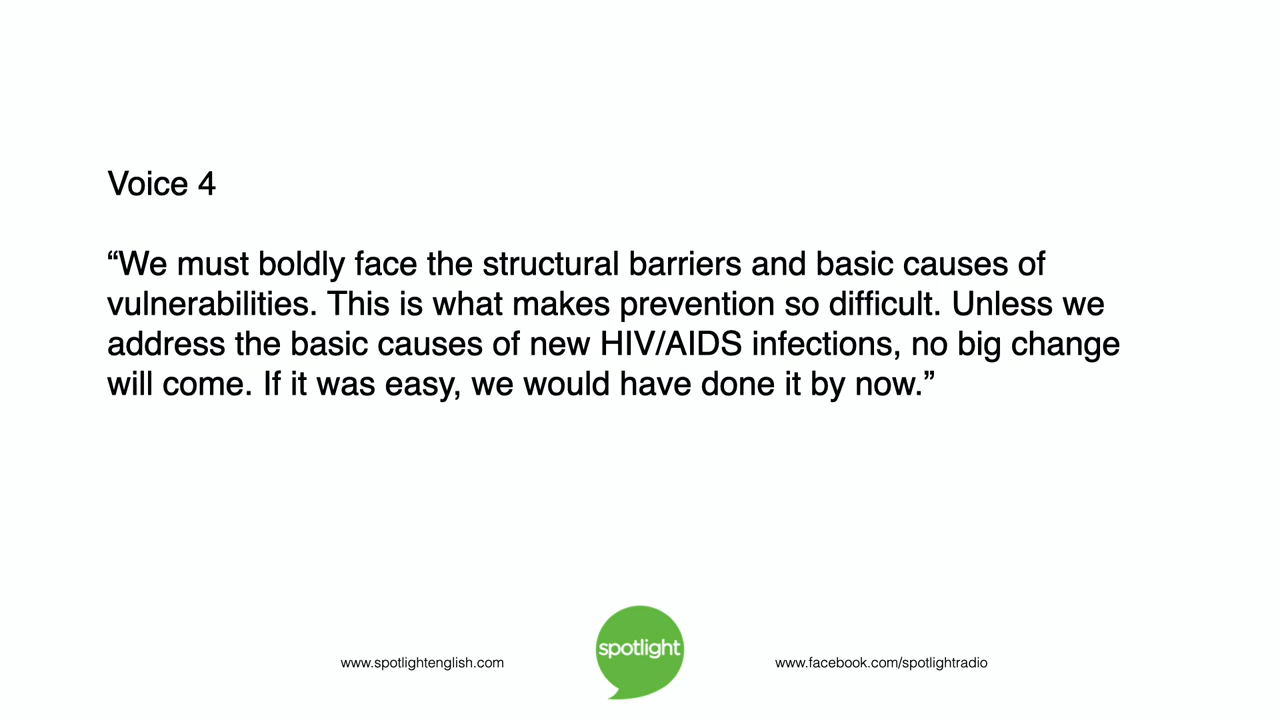 Voice 4
“We must boldly face the structural barriers and basic causes of
vulnerabilities. This is what makes prevention so difficult. Unless we
address the basic causes of new HIV/AIDS infections, no big change
will come. If it was easy, we would have done it by now.”
spotlight
www.spotlightenglish.com
www.facebook.com/spotlightradio